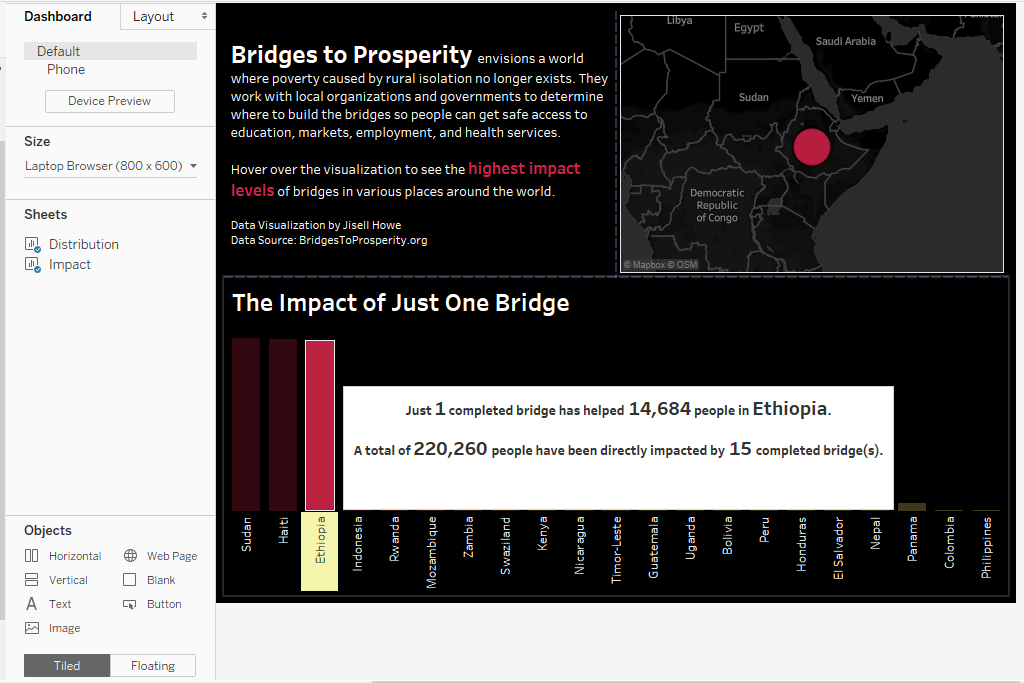 Dashboard
Layout
Default
Phone
Device Preview
Size
Laptop Browser (800 x 600)
Sheets
Distribution
Impact
Objects
Horizontal
Web Page
Vertical
Blank
Text
Button
Image
Tiled
Floating
Bridges to Prosperity envisions a world
where poverty caused by rural isolation no longer exists. They
work with local organizations and governments to determine
where to build the bridges so people can get safe access to
education, markets, employment, and health services.
Hover over the visualization to see the highest impact
levels of bridges in various places around the world.
Data Visualization by Jisell Howe
Data Source: BridgesToProsperity.org
Libya
Egypt
Saudi Arabia
Sudan
Yemen
Democratic
Republic
of Congo
© Mapbox © OSM
The Impact of Just One Bridge
Just 1 completed bridge has helped 14,684 people in Ethiopia.
A total of 220,260 people have been directly impacted by 15 completed bridge(s).
Sudan
Haiti
Ethiopia
Indonesia
Rwanda
Mozambique
Zambia
Swaziland
Kenya
Nicaragua
Timor-Leste
Guatemala
Uganda
Bolivia
Peru
Honduras
El Salvador
Nepal
Panama
Colombia
Philippines